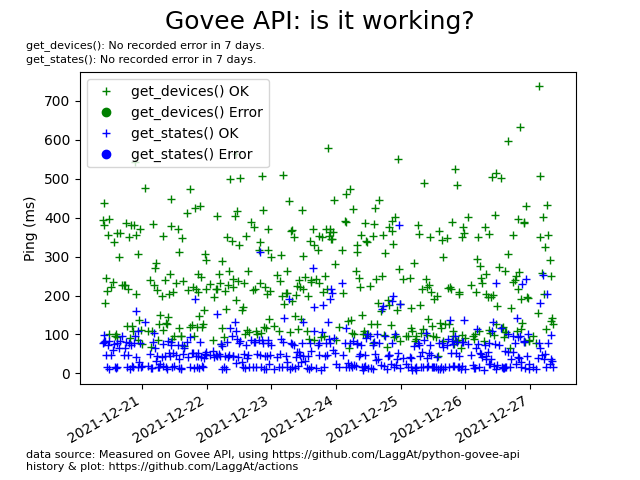 Govee API: is it working?
get_devices(): No recorded error in 7 days.
get_states(): No recorded error in 7 days.
get_devices() OK
get_devices() Error
get_states() OK
get_states() Error
Ping (ms)
700
600
500
400
300
200
100
0
2021-12-21
2021-12-22
2021-12-23
2021-12-24
2021-12-25
2021-12-26
2021-12-27
data source: Measured on Govee API, using https://github.com/LaggAt/python-govee-api
history & plot: https://github.com/LaggAt/actions